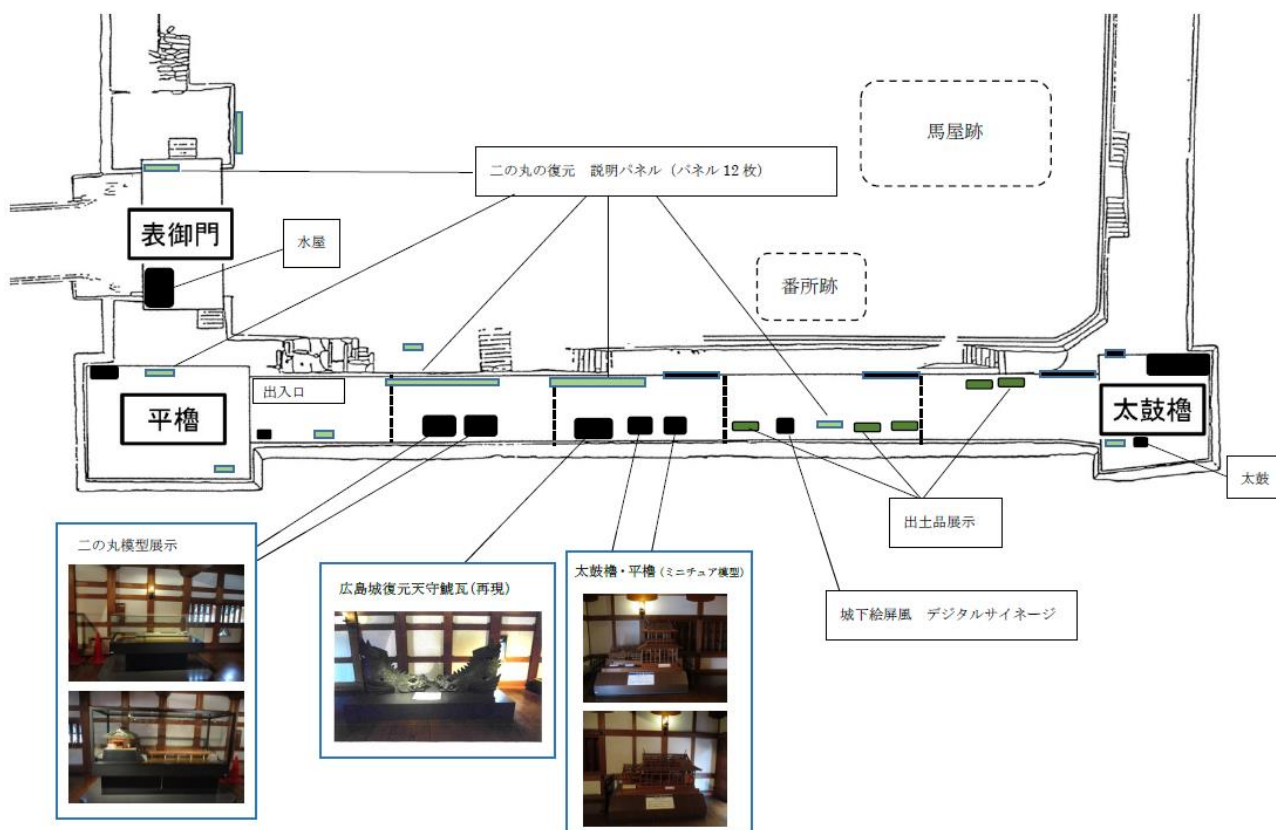 馬屋跡
二の丸の復元　説明パネル（パネル 12 枚）
表御門
水屋
番所跡
出入口
平櫓
太鼓櫓
太鼓
出土品展示
二の丸模型展示
広島城復元天守鯱瓦(再現)
太鼓櫓・平櫓（ミニチュア模型）
城下絵屏風　デジタルサイネージ